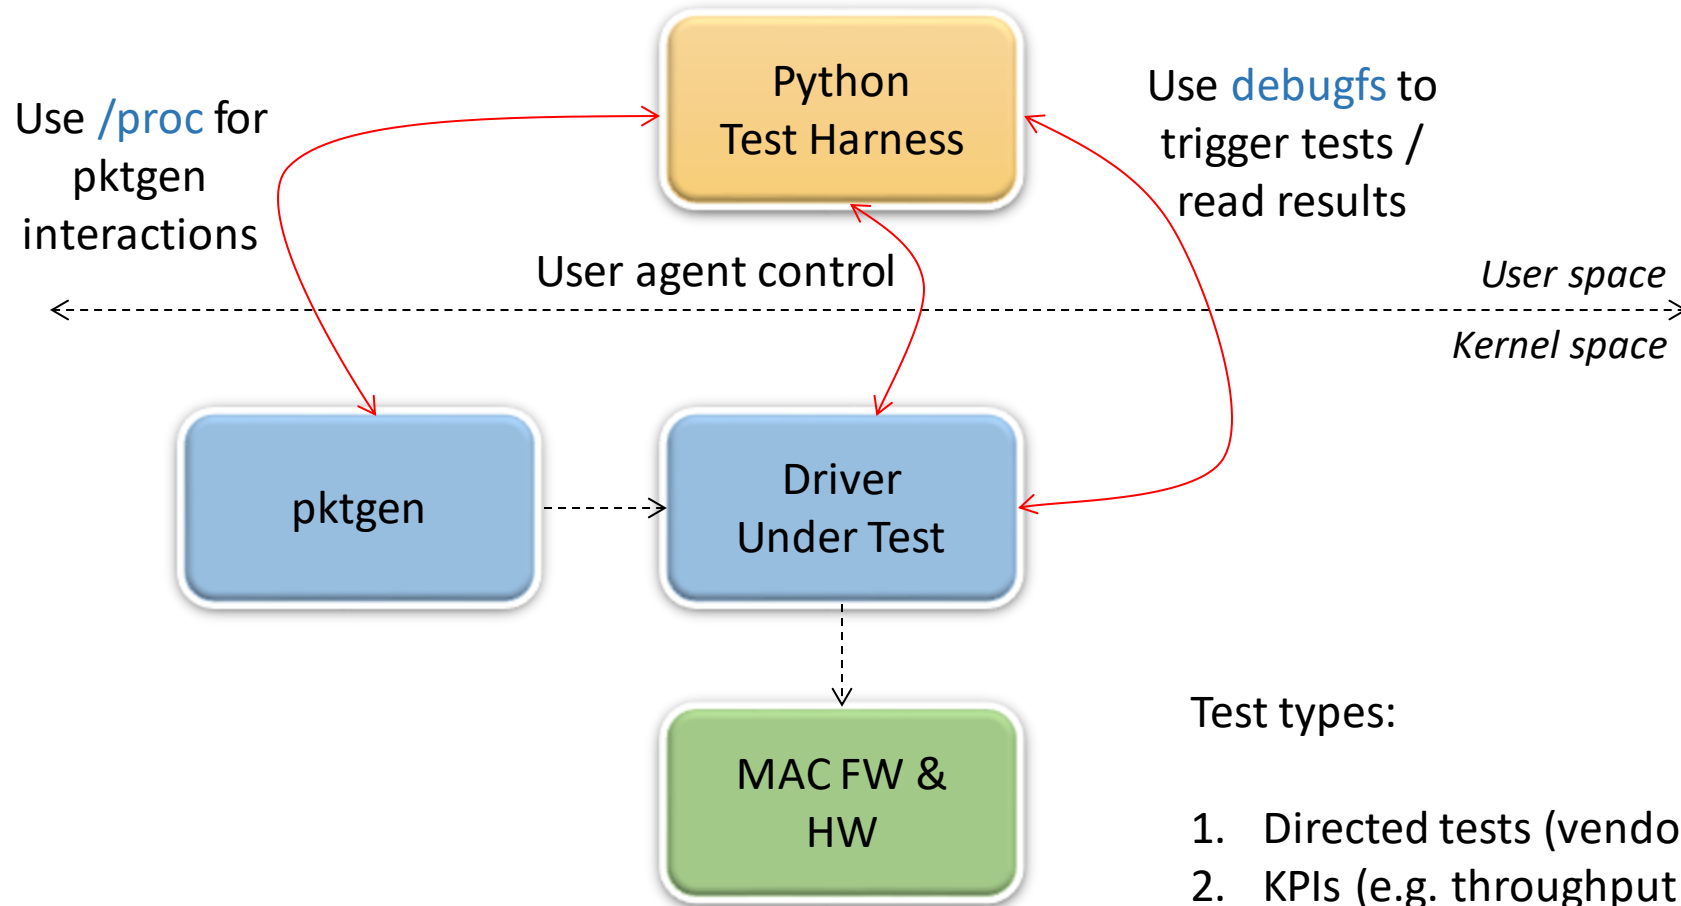 Python
Test Harness
Use /proc for
pktgen
interactions
Use debugfs to
trigger tests /
read results
User agent control
User space
Kernel space
pktgen
Driver
Under Test
MAC FW &
HW
Test types:
1. Directed tests (vendo
2. KPIs (e.g. throughput